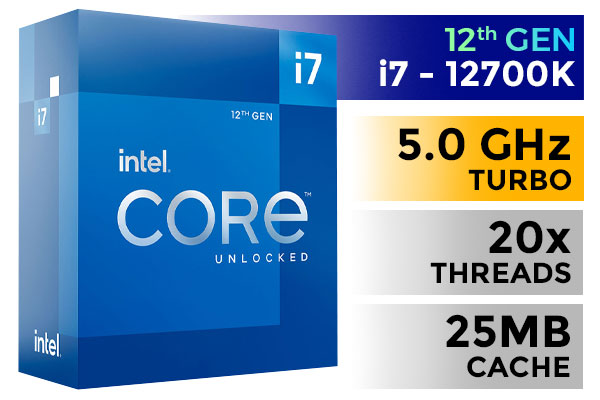 i7
i7
12TH GEN
intel.
CORE™
UNLOCKED
intel.
12th GEN
i7 - 12700K
5.0 GHz
TURBO
20x
THREADS
25MB
CACHE